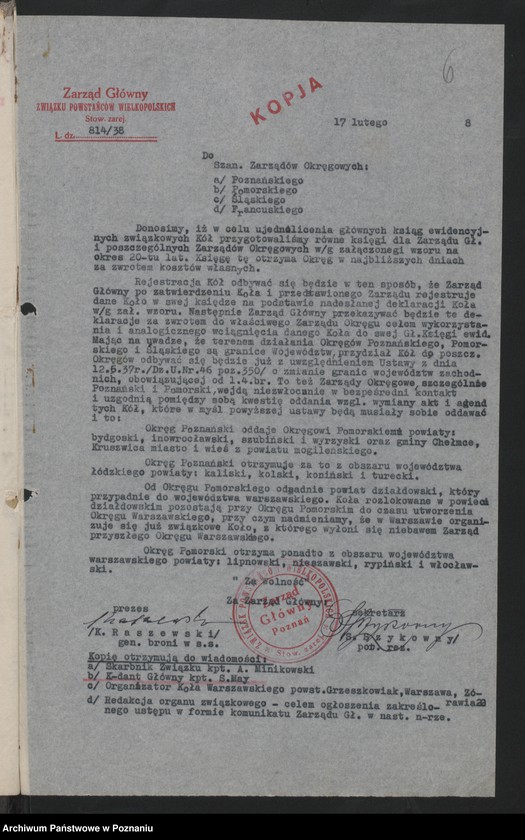 6
Zarząd Główny
ZWIĄZKU POWSTAŃCÓW WIELKOPOLSKICH
Stow. zarej.
L. dz. 814/38
KOPJA
17 lutego 8
Do
Szan. Zarządów Okręgowych:
a/ Poznańskiego
b/ Pomorskiego
c/ Śląskiego
d/ Francuskiego
Donosimy, iż w celu ujednolicenia głównych ksiąg ewidencyj-
nych związkowych Kół przygotowaliśmy równe księgi dla Zarządu Gł.
i poszczególnych Zarządów Okręgowych w/g załączonego wzoru na
okres 20-tu lat. Księgę tę otrzyma Okręg w najbliższych dniach
za zwrotem kosztów własnych.
Rejestracja Kół odbywać się będzie w ten sposób, że Zarząd
Główny po zatwierdzeniu Koła i przedstawionego Zarządu rejestruje
dane Koło w swej księdze na podstawie nadesłanej deklaracji Koła
w/g zał. wzoru. Następnie Zarząd Główny przekazywać będzie te de-
klaracje za zwrotem do właściwego Zarządu Okręgu celem wykorzysta-
nia i analogicznego wciągnięcia danego Koła do swej Gł.Księgi ewid.
Mając na uwadze, że terenem działania Okręgów Poznańskiego, Pomor-
skiego i Śląskiego są granice Województw,przydział Kół do poszcz.
Okręgów odbywać się będzie już z uwzględnieniem Ustawy z dnia
12.6.37r./Dz.U.Nr.46 poz.350/ o zmianie granic województw zachod-
nich, obowiązującej od 1.4.br. To też Zarządy Okręgowe,szczególnie
Poznański i Pomorski,wejdą niezwłocznie w bezpośredni kontakt
i uzgodnią pomiędzy sobą kwestię oddania wzgl. wymiany akt i agend
tych Kół, które w myśl powyższej ustawy będą musiały sobie oddawać
i to:
Okręg Poznański oddaje Okręgowi Pomorskiemu powiaty:
bydgoski, inowrocławski, szubiński i wyrzyski oraz gminy Chełmce,
Kruszwica miasto i wieś z powiatu mogileńskiego.
Okręg Poznański otrzymuje za to z obszaru województwa
łódzkiego powiaty: kaliski, kolski, koniński i turecki.
Od Okręgu Pomorskiego odpadnie powiat działdowski, który
przypadnie do województwa warszawskiego. Koła rozlokowane w powieci
działdowskim pozostają przy Okręgu Pomorskim do czasu utworzenia
Okręgu Warszawskiego, przy czym nadmieniamy, że w Warszawie organi-
zuje się już związkowe Koło, z którego wyłoni się niebawem Zarząd
przyszłego Okręgu Warszawskiego.
Okręg Pomorski otrzyma ponadto z obszaru województwa
warszawskiego powiaty: lipnowski, nieszawski, rypiński i włocław-
ski.
"Za wolność"
Za Zarząd Główny:
prezes sekretarz
/K. Raszewski/
gen. broni w s.s.
ZWIĄZEK POWSTAŃCÓW WIELKOPOLSKICH
Zarząd
Główny
Poznań
Stow. zarej.
Kopię otrzymują do wiadomości:
a/ Skarbnik Związku kpt. A. Minikowski
b/ K-dant Główny kpt. S.May
c/ Organizator Koła Warszawskiego powst.Grześkowiak,Warszawa, Żó-
rawia 22
d/ Redakcja organu związkowego - celem ogłoszenia zakreślo-
nego ustępu w formie komunikatu Zarządu Gł. w nast. n-rze.
Archiwum Państwowe w Poznaniu